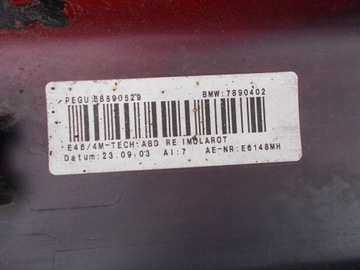 PEGU:88590529 BMW:7890402
E46/4M-TECH ABD RE IMOLAROT
Datum:23.09.03 AI:7 AE-NR:E6148MH